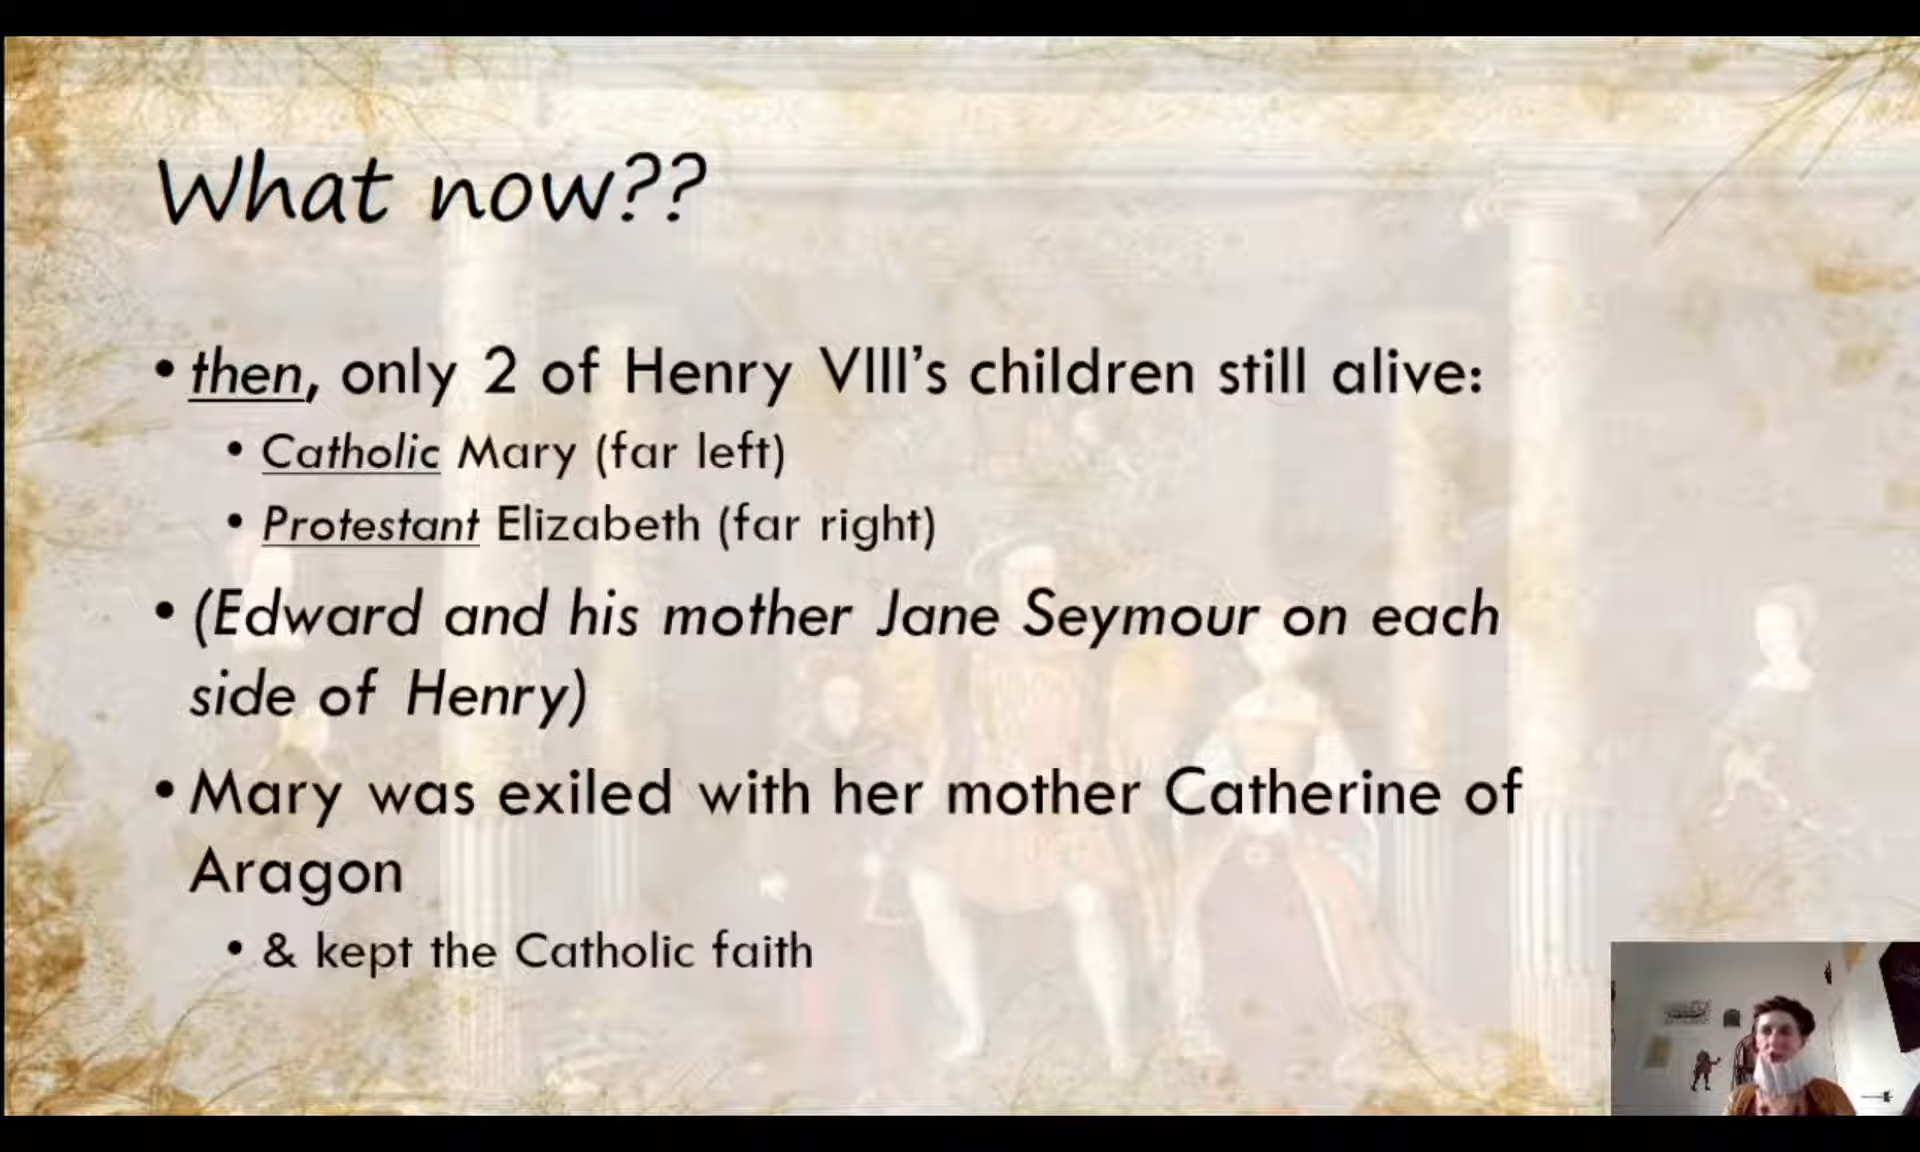 What now??
• then, only 2 of Henry VIII's children still alive:
• Catholic Mary (far left)
• Protestant Elizabeth (far right)
• (Edward and his mother Jane Seymour on each
side of Henry)
• Mary was exiled with her mother Catherine of
Aragon
• & kept the Catholic faith